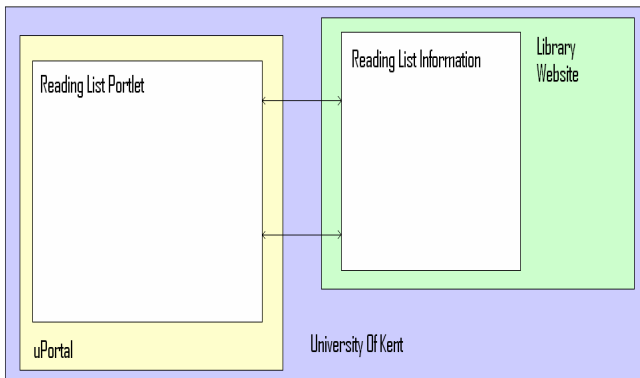 Reading List Portlet
Reading List Information
Library
Website
uPortal
University Of Kent